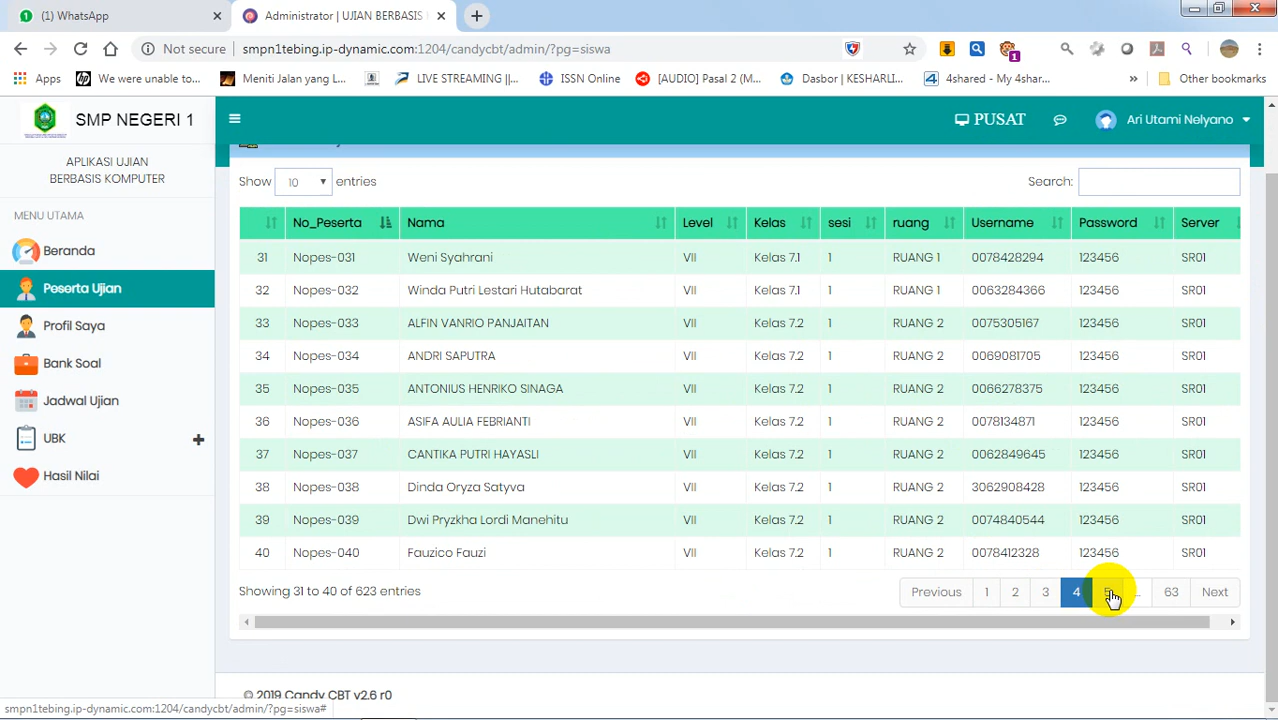 (1) WhatsApp
Administrator | UJIAN BERBASIS
Not secure smpn1tebing.ip-dynamic.com:1204/candycbt/admin/?pg=siswa
1
Apps We were unable to... Meniti Jalan yang L... LIVE STREAMING ||... ISSN Online [AUDIO] Pasal 2 (M... Dasbor | KESHARLI... 4shared - My 4shar... » Other bookmarks
SMP NEGERI 1
PUSAT Ari Utami Nelyano
APLIKASI UJIAN
BERBASIS KOMPUTER
MENU UTAMA
Beranda
Peserta Ujian
Profil Saya
Bank Soal
Jadwal Ujian
UBK
Hasil Nilai
Show 10 entries Search:
No_Peserta Nama Level Kelas sesi ruang Username Password Server
31 Nopes-031 Weni Syahrani VII Kelas 7.1 1 RUANG 1 0078428294 123456 SR01
32 Nopes-032 Winda Putri Lestari Hutabarat VII Kelas 7.1 1 RUANG 1 0063284366 123456 SR01
33 Nopes-033 ALFIN VANRIO PANJAITAN VII Kelas 7.2 1 RUANG 2 0075305167 123456 SR01
34 Nopes-034 ANDRI SAPUTRA VII Kelas 7.2 1 RUANG 2 0069081705 123456 SR01
35 Nopes-035 ANTONIUS HENRIKO SINAGA VII Kelas 7.2 1 RUANG 2 0066278375 123456 SR01
36 Nopes-036 ASIFA AULIA FEBRIANTI VII Kelas 7.2 1 RUANG 2 0078134871 123456 SR01
37 Nopes-037 CANTIKA PUTRI HAYASLI VII Kelas 7.2 1 RUANG 2 0062849645 123456 SR01
38 Nopes-038 Dinda Oryza Satyva VII Kelas 7.2 1 RUANG 2 3062908428 123456 SR01
39 Nopes-039 Dwi Pryzkha Lordi Manehitu VII Kelas 7.2 1 RUANG 2 0074840544 123456 SR01
40 Nopes-040 Fauzico Fauzi VII Kelas 7.2 1 RUANG 2 0078412328 123456 SR01
Showing 31 to 40 of 623 entries Previous 1 2 3 4 5 ... 63 Next
© 2019 Candy CBT v2.6 r0
smpn1tebing.ip-dynamic.com:1204/candycbt/admin/?pg=siswa#